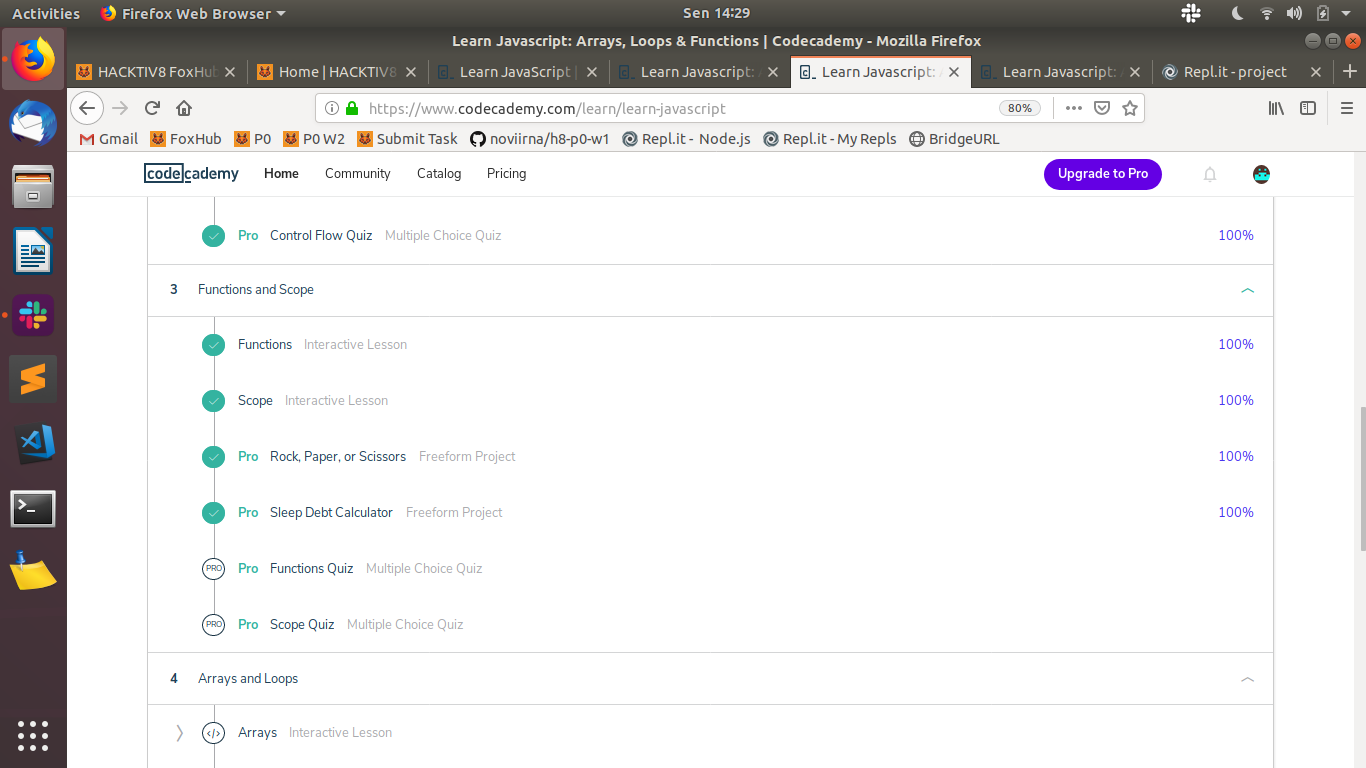 Activities Firefox Web Browser Sen 14:29
Learn Javascript: Arrays, Loops & Functions | Codecademy - Mozilla Firefox
HACKTIV8 FoxHub Home | HACKTIV8 Learn JavaScript | Learn Javascript: Learn Javascript: Learn Javascript: Repl.it - project
https://www.codecademy.com/learn/learn-javascript 80%
Gmail FoxHub P0 P0 W2 Submit Task noviirna/h8-p0-w1 Repl.it - Node.js Repl.it - My Repls BridgeURL
codecademy Home Community Catalog Pricing Upgrade to Pro
Pro Control Flow Quiz Multiple Choice Quiz 100%
3 Functions and Scope
Functions Interactive Lesson 100%
Scope Interactive Lesson 100%
Pro Rock, Paper, or Scissors Freeform Project 100%
Pro Sleep Debt Calculator Freeform Project 100%
PRO Pro Functions Quiz Multiple Choice Quiz
PRO Pro Scope Quiz Multiple Choice Quiz
4 Arrays and Loops
</> Arrays Interactive Lesson